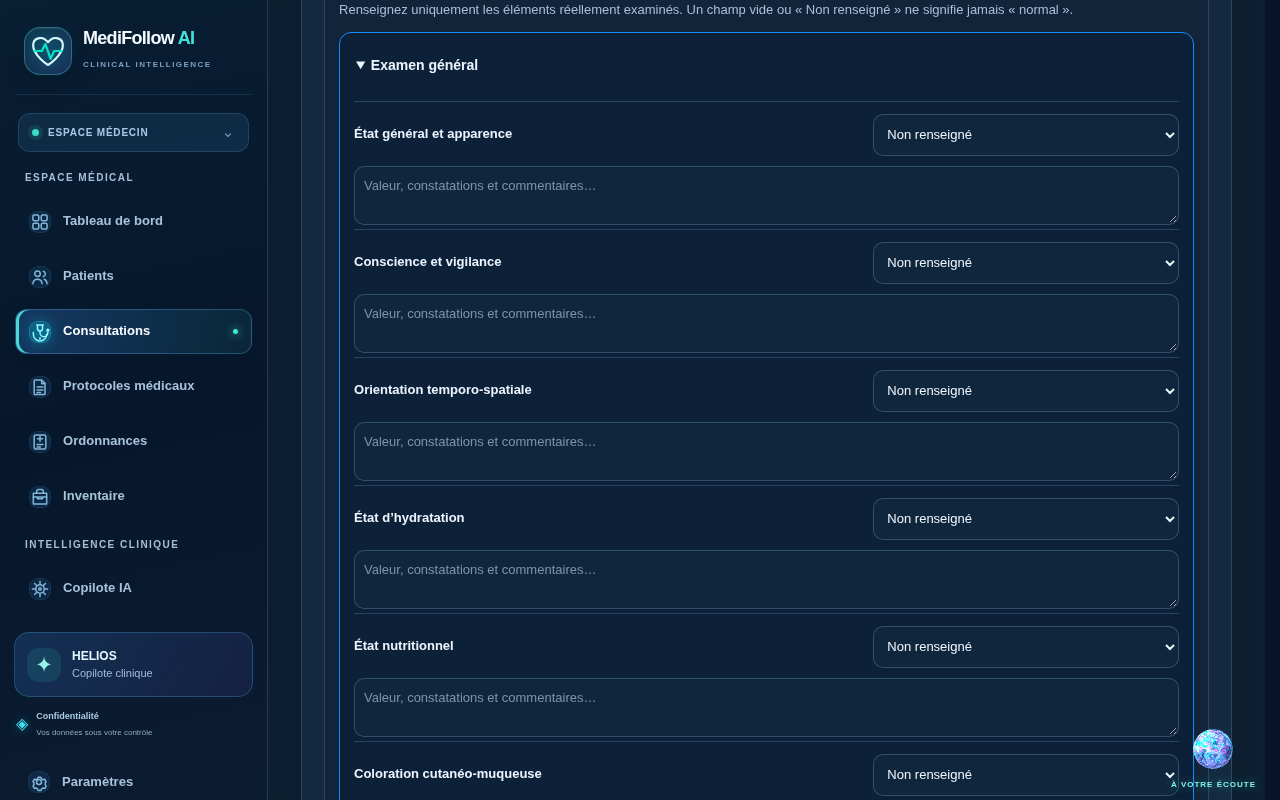 MediFollow AI
CLINICAL INTELLIGENCE
ESPACE MÉDECIN
ESPACE MÉDICAL
Tableau de bord
Patients
Consultations
Protocoles médicaux
Ordonnances
Inventaire
INTELLIGENCE CLINIQUE
Copilote IA
HELIOS
Copilote clinique
Confidentialité
Vos données sous votre contrôle
Paramètres
Renseignez uniquement les éléments réellement examinés. Un champ vide ou « Non renseigné » ne signifie jamais « normal ».
Examen général
État général et apparence
Non renseigné
Valeur, constatations et commentaires…
Conscience et vigilance
Non renseigné
Valeur, constatations et commentaires…
Orientation temporo-spatiale
Non renseigné
Valeur, constatations et commentaires…
État d’hydratation
Non renseigné
Valeur, constatations et commentaires…
État nutritionnel
Non renseigné
Valeur, constatations et commentaires…
Coloration cutanéo-muqueuse
Non renseigné
À VOTRE ÉCOUTE